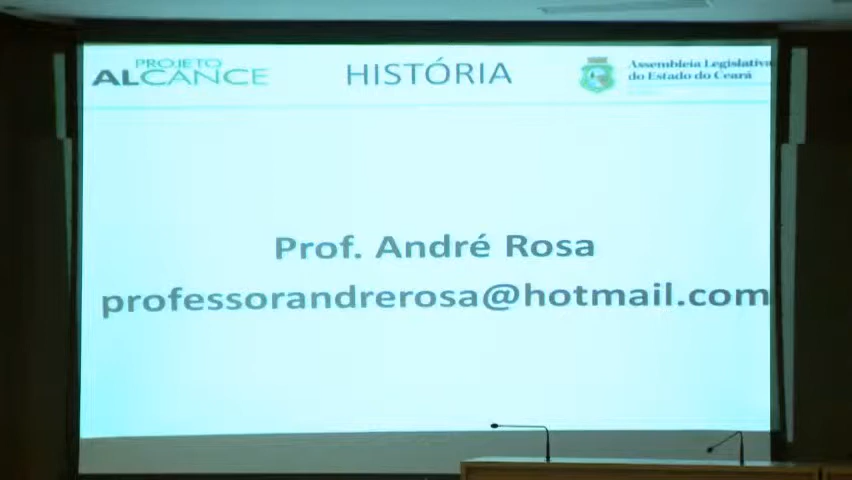 PROJETO
ALCANCE
HISTÓRIA
Assembleia Legislativa
do Estado do Ceará
Prof. André Rosa
professorandrerosa@hotmail.com